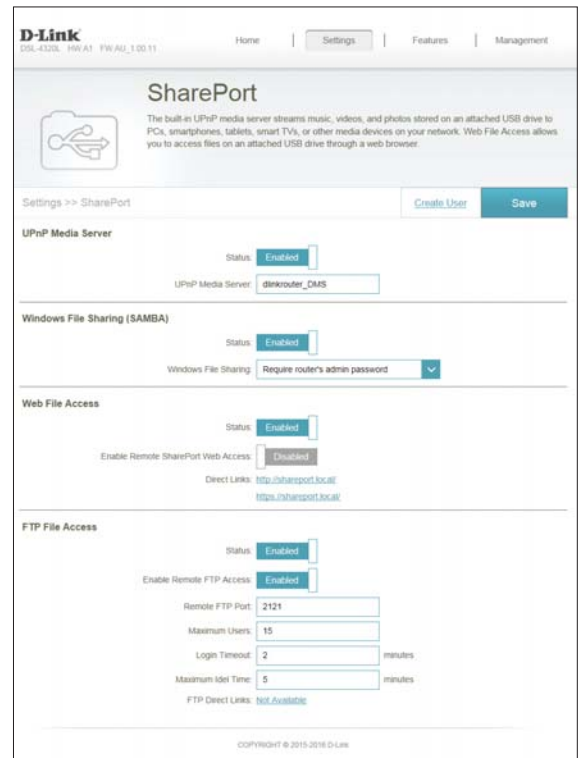 D-Link
DSL-4320L HW:A1 FW:AU_1.00.11
Home | Settings | Features | Management
SharePort
The built-in UPnP media server streams music, videos, and photos stored on an attached USB drive to
PCs, smartphones, tablets, smart TVs, or other media devices on your network. Web File Access allows
you to access files on an attached USB drive through a web browser.
Settings >> SharePort
Create User
Save
UPnP Media Server
Status: Enabled
UPnP Media Server: dlinkrouter_DMS
Windows File Sharing (SAMBA)
Status: Enabled
Windows File Sharing: Require router's admin password
Web File Access
Status: Enabled
Enable Remote SharePort Web Access: Disabled
Direct Links: http://shareport.local/
https://shareport.local/
FTP File Access
Status: Enabled
Enable Remote FTP Access: Enabled
Remote FTP Port: 2121
Maximum Users: 15
Login Timeout: 2 minutes
Maximum Idel Time: 5 minutes
FTP Direct Links: Not Available
COPYRIGHT © 2015-2016 D-Link